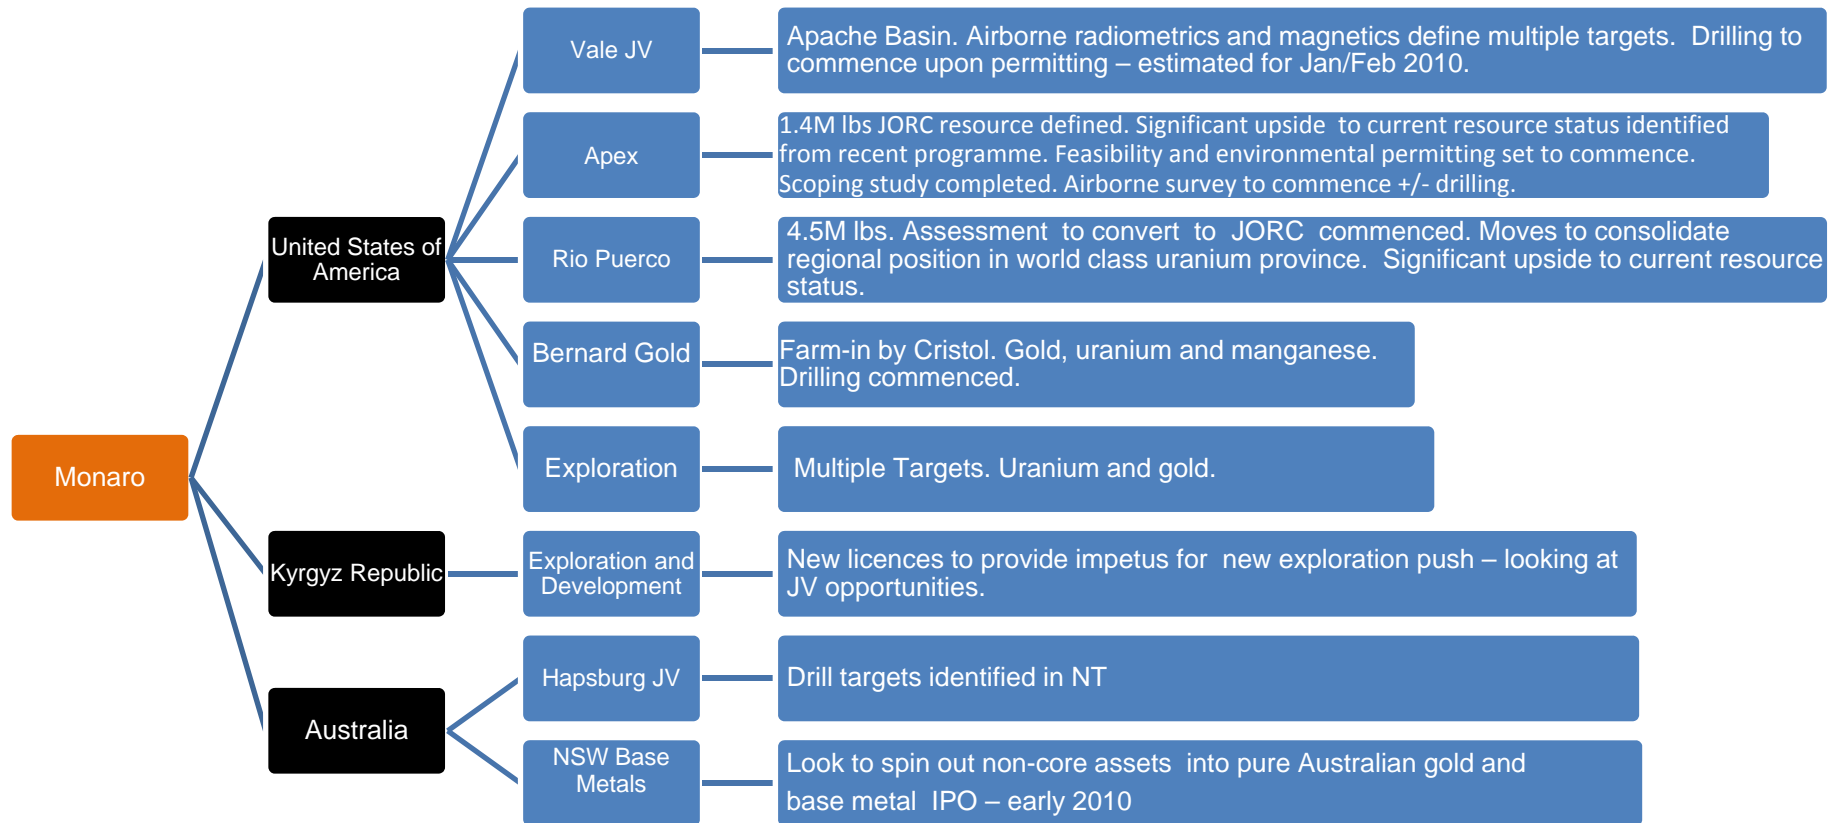 Monaro
United States of
America
Vale JV
Apache Basin. Airborne radiometrics and magnetics define multiple targets. Drilling to
commence upon permitting – estimated for Jan/Feb 2010.
Apex
1.4M lbs JORC resource defined. Significant upside to current resource status identified
from recent programme. Feasibility and environmental permitting set to commence.
Scoping study completed. Airborne survey to commence +/- drilling.
Rio Puerco
4.5M lbs. Assessment to convert to JORC commenced. Moves to consolidate
regional position in world class uranium province. Significant upside to current resource
status.
Bernard Gold
Farm-in by Cristol. Gold, uranium and manganese.
Drilling commenced.
Exploration
Multiple Targets. Uranium and gold.
Kyrgyz Republic
Exploration and
Development
New licences to provide impetus for new exploration push – looking at
JV opportunities.
Australia
Hapsburg JV
Drill targets identified in NT
NSW Base
Metals
Look to spin out non-core assets into pure Australian gold and
base metal IPO – early 2010